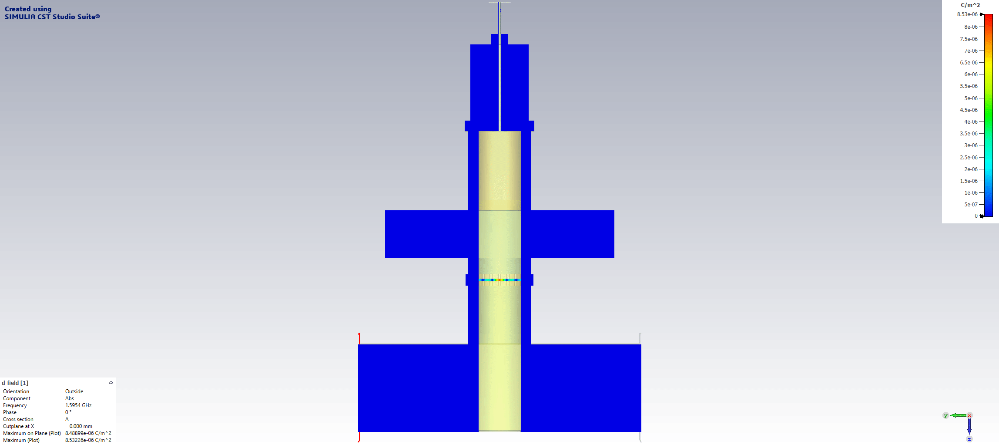 Created using
SIMULIA CST Studio Suite®
C/m^2
8.53e-06
8e-06
7.5e-06
7e-06
6.5e-06
6e-06
5.5e-06
5e-06
4.5e-06
4e-06
3.5e-06
3e-06
2.5e-06
2e-06
1.5e-06
1e-06
5e-07
0
d-field [1]
Orientation Outside
Component Abs
Frequency 1.5954 GHz
Phase 0 °
Cross section A
Cutplane at X 0.000 mm
Maximum on Plane (Plot) 8.48899e-06 C/m^2
Maximum (Plot) 8.53226e-06 C/m^2
y x
z